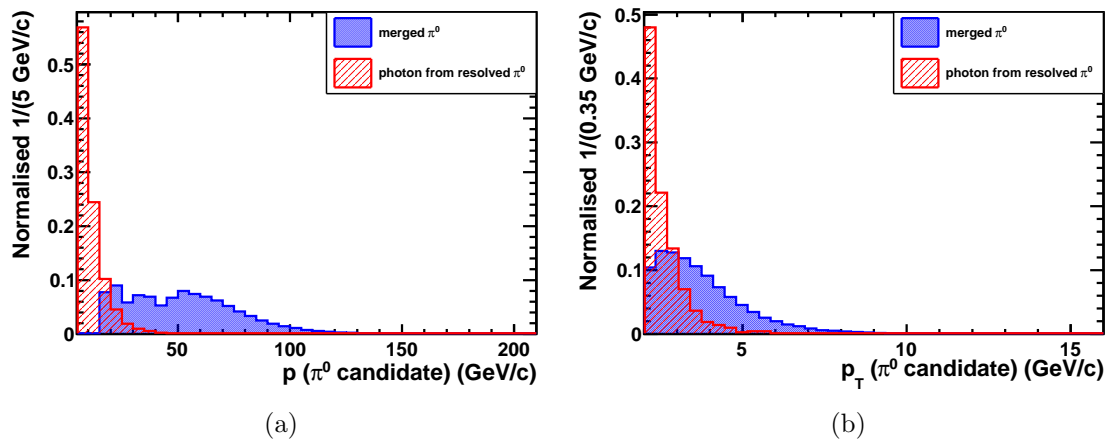 Normalised 1/(5 GeV/c)
0.5
0.4
0.3
0.2
0.1
0
merged π⁰
photon from resolved π⁰
50 100 150 200
p (π⁰ candidate) (GeV/c)
(a)
Normalised 1/(0.35 GeV/c)
0.5
0.4
0.3
0.2
0.1
0
merged π⁰
photon from resolved π⁰
5 10 15
p_T (π⁰ candidate) (GeV/c)
(b)